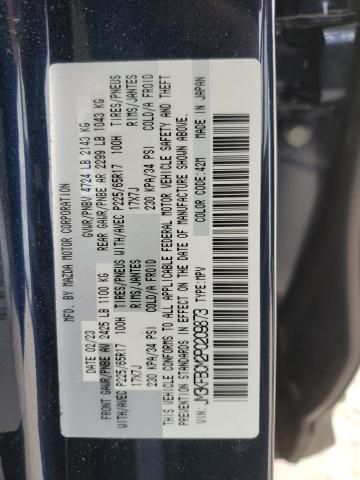 MFD. BY MAZDA MOTOR CORPORATION
DATE 02/23 GVWR/PNBV 4724 LB 2143 KG
FRONT GAWR/PNBE AV 2425 LB 1100 KG REAR GAWR/PNBE AR 2299 LB 1043 KG
WITH/AVEC P225/65R17 100H TIRES/PNEUS WITH/AVEC P225/65R17 100H TIRES/PNEUS
17X7J RIMS/JANTES 17X7J RIMS/JANTES
230 KPA/34 PSI COLD/A FROID 230 KPA/34 PSI COLD/A FROID
THIS VEHICLE CONFORMS TO ALL APPLICABLE FEDERAL MOTOR VEHICLE SAFETY AND THEFT
PREVENTION STANDARDS IN EFFECT ON THE DATE OF MANUFACTURE SHOWN ABOVE.
VIN: TYPE: MPV COLOR CODE: 42M MADE IN JAPAN